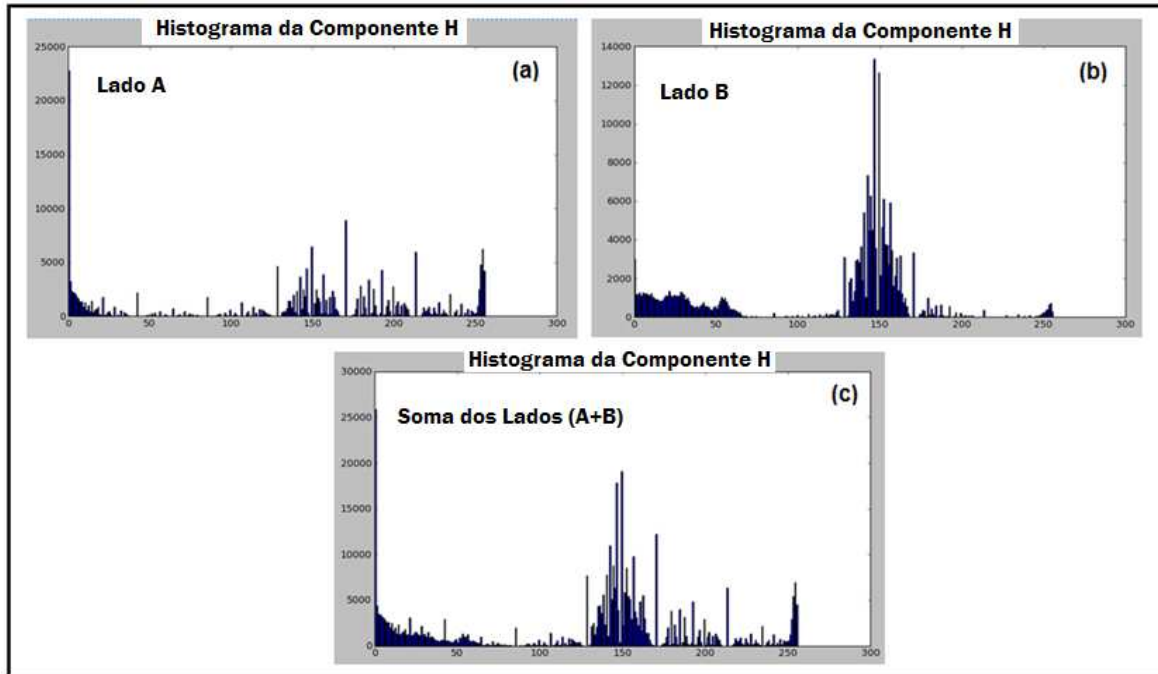 Histograma da Componente H
(a)
Lado A
25000
20000
15000
10000
5000
0
0 50 100 150 200 250 300
Histograma da Componente H
(b)
Lado B
14000
12000
10000
8000
6000
4000
2000
0
0 50 100 150 200 250 300
Histograma da Componente H
(c)
Soma dos Lados (A+B)
30000
25000
20000
15000
10000
5000
0
0 50 100 150 200 250 300